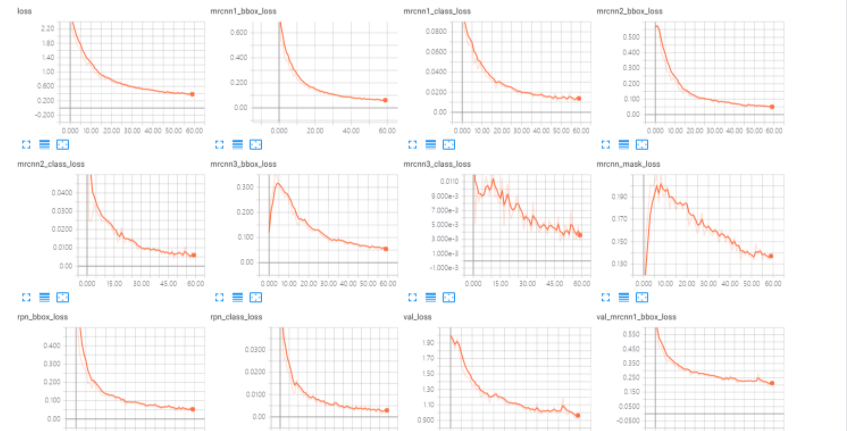 loss
2.20
1.80
1.40
1.00
0.600
0.200
-0.200
0.000 10.00 20.00 30.00 40.00 50.00 60.00
mrcnn1_bbox_loss
0.600
0.400
0.200
0.00
0.000 20.00 40.00 60.00
mrcnn1_class_loss
0.0800
0.0600
0.0400
0.0200
0.00
0.000 10.00 20.00 30.00 40.00 50.00 60.00
mrcnn2_bbox_loss
0.500
0.400
0.300
0.200
0.100
0.00
0.000 10.00 20.00 30.00 40.00 50.00 60.00
mrcnn2_class_loss
0.0400
0.0300
0.0200
0.0100
0.00
0.000 30.00 60.00
mrcnn3_bbox_loss
0.300
0.200
0.100
0.00
0.000 10.00 20.00 30.00 40.00 50.00 60.00
mrcnn3_class_loss
0.0110
9.000e-3
7.000e-3
5.000e-3
3.000e-3
1.000e-3
-1.000e-3
0.000 20.00 40.00 60.00
mrcnn_mask_loss
0.190
0.170
0.150
0.130
0.000 10.00 20.00 30.00 40.00 50.00 60.00
rpn_bbox_loss
0.400
0.300
0.200
0.100
0.00
rpn_class_loss
0.0300
0.0200
0.0100
0.00
val_loss
1.90
1.70
1.50
1.30
1.10
0.900
val_mrcnn1_bbox_loss
0.550
0.450
0.350
0.250
0.150
0.0500
-0.0500